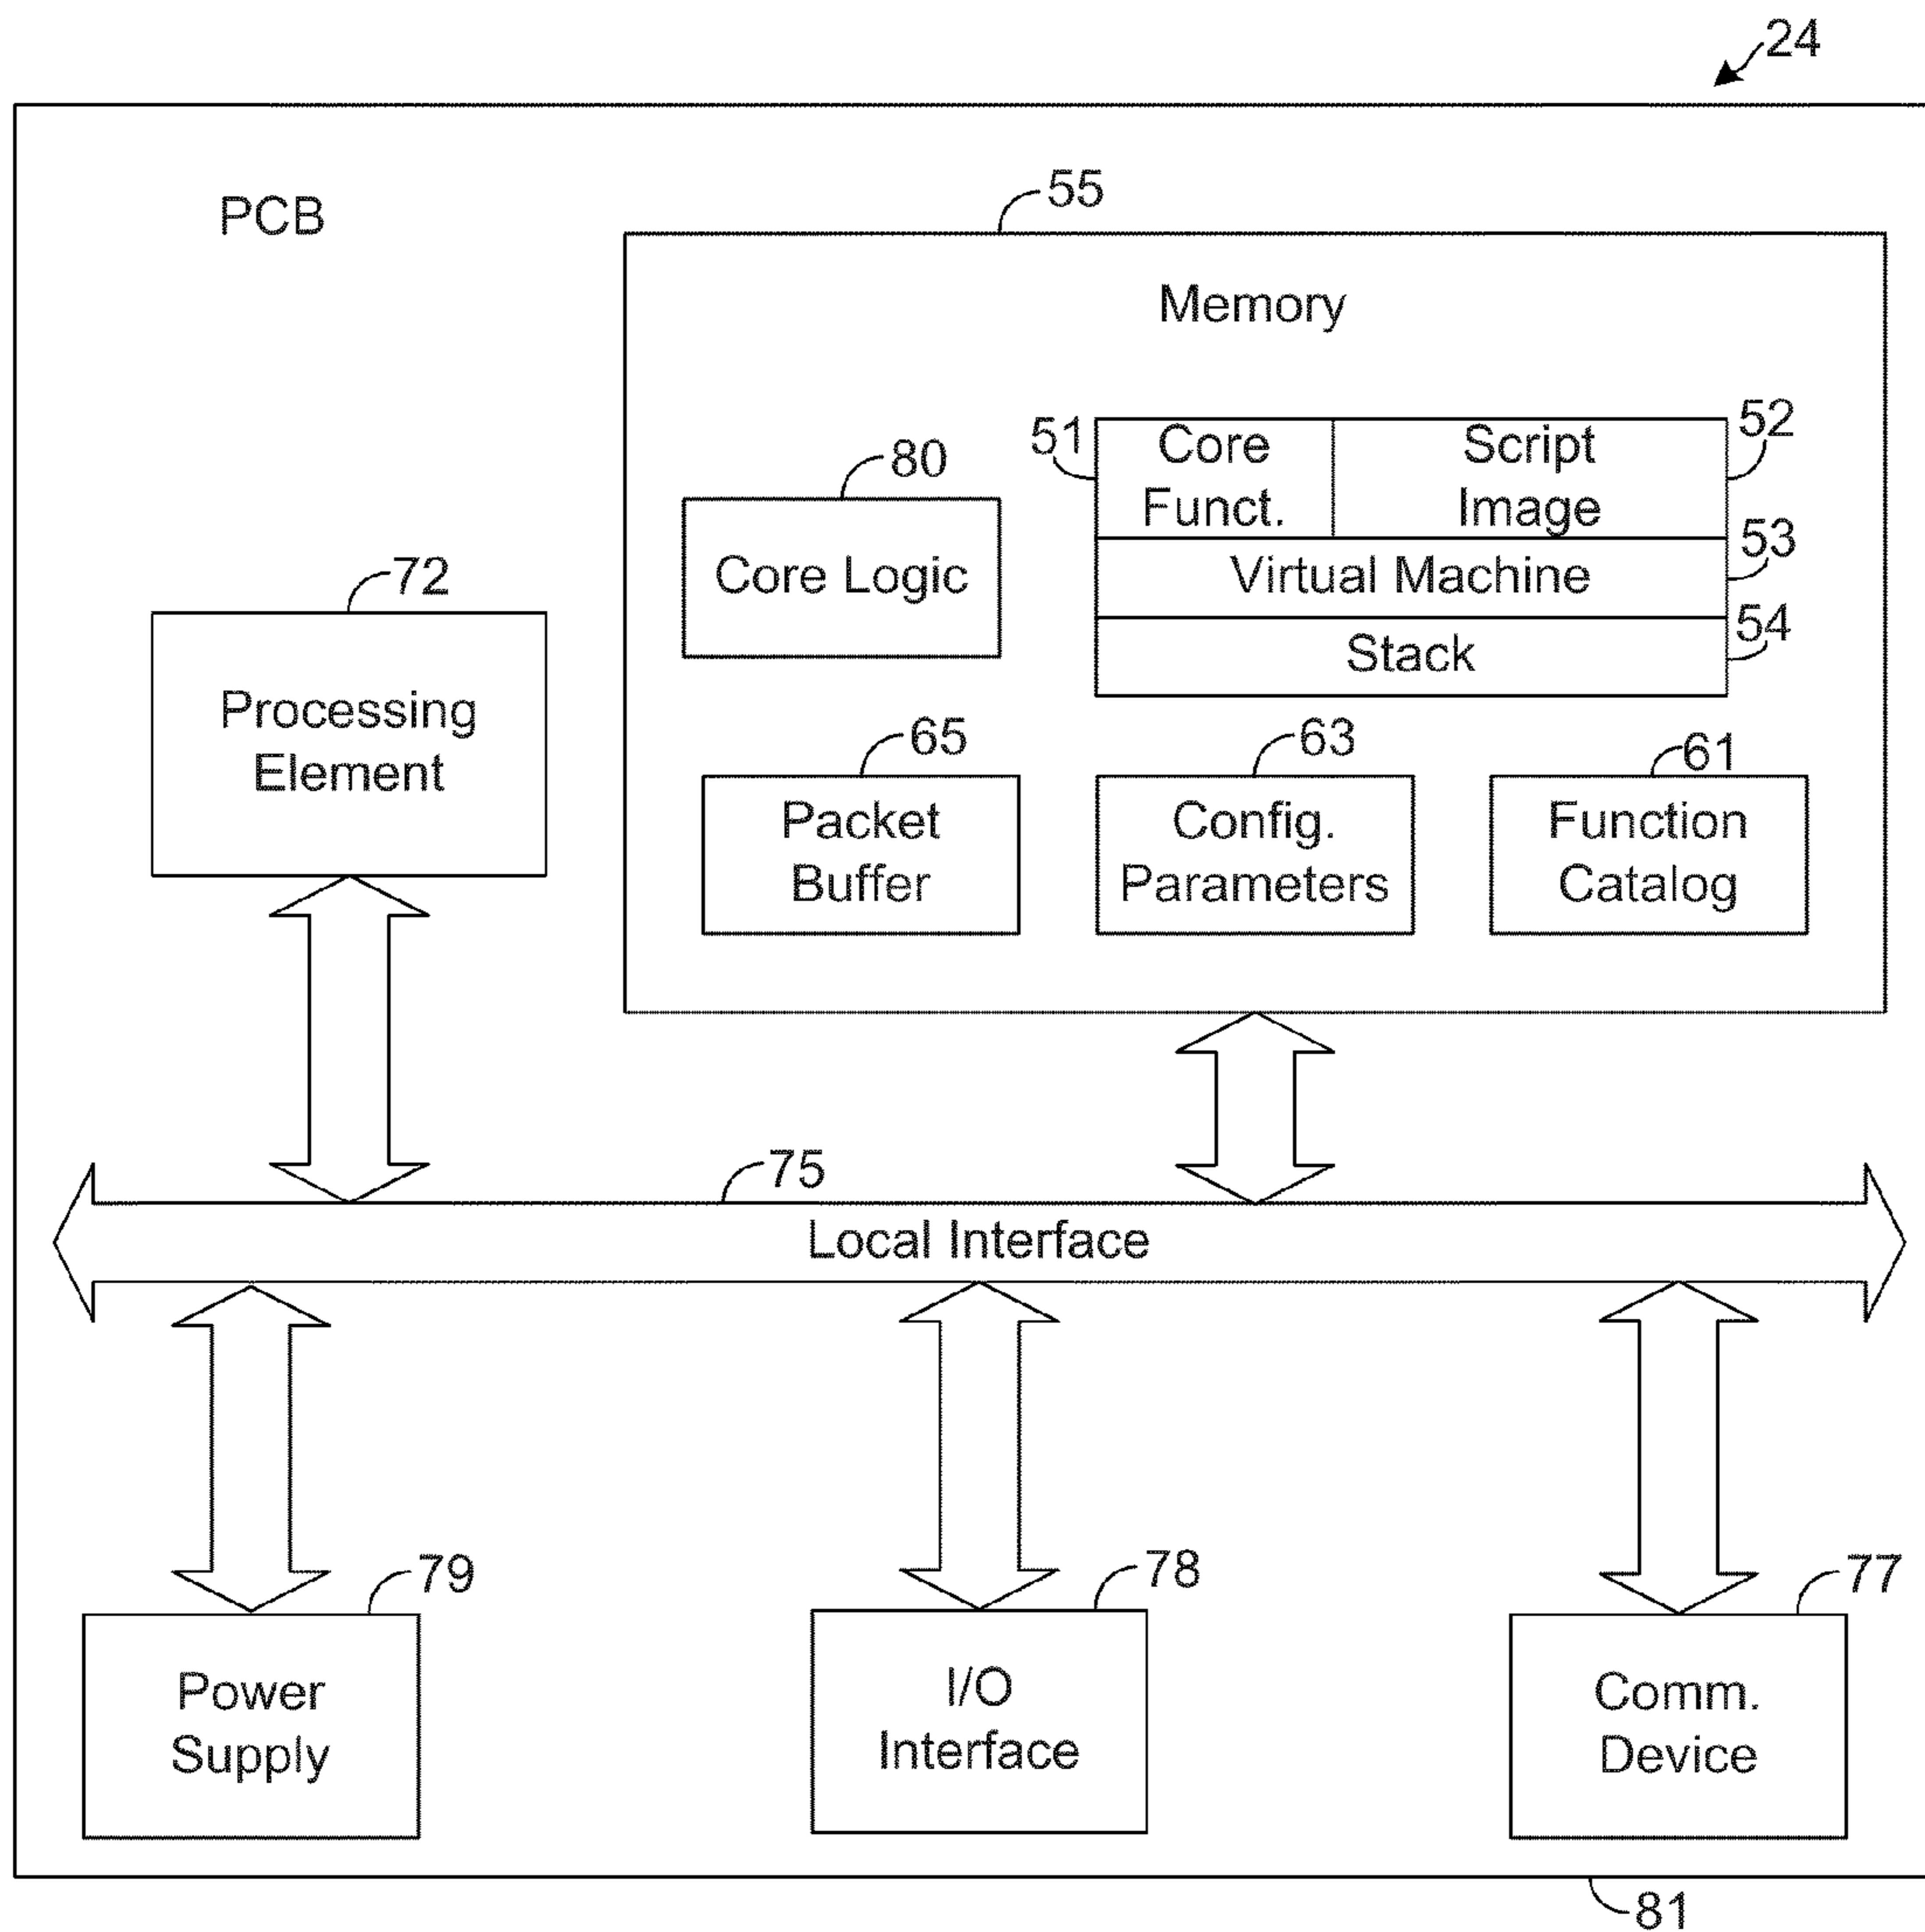 24
PCB
55
Memory
51
Core
Funct.
Script
Image
52
80
Core Logic
Virtual Machine
53
Stack
54
72
Processing
Element
65
Packet
Buffer
63
Config.
Parameters
61
Function
Catalog
75
Local Interface
79
Power
Supply
78
I/O
Interface
77
Comm.
Device
81